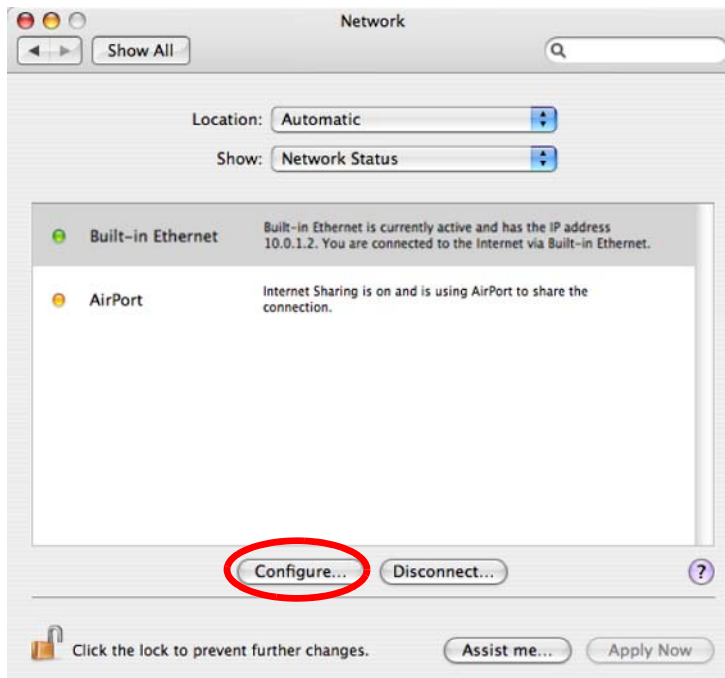 Network
Show All
Location: Automatic
Show: Network Status
Built-in Ethernet
Built-in Ethernet is currently active and has the IP address
10.0.1.2. You are connected to the Internet via Built-in Ethernet.
AirPort
Internet Sharing is on and is using AirPort to share the
connection.
Configure... Disconnect... ?
Click the lock to prevent further changes. Assist me... Apply Now